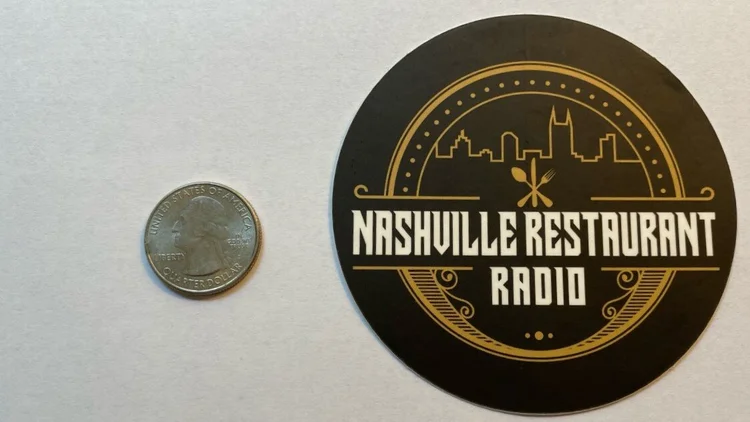 UNITED STATES OF AMERICA
LIBERTY
QUARTER DOLLAR
NASHVILLE RESTAURANT
RADIO